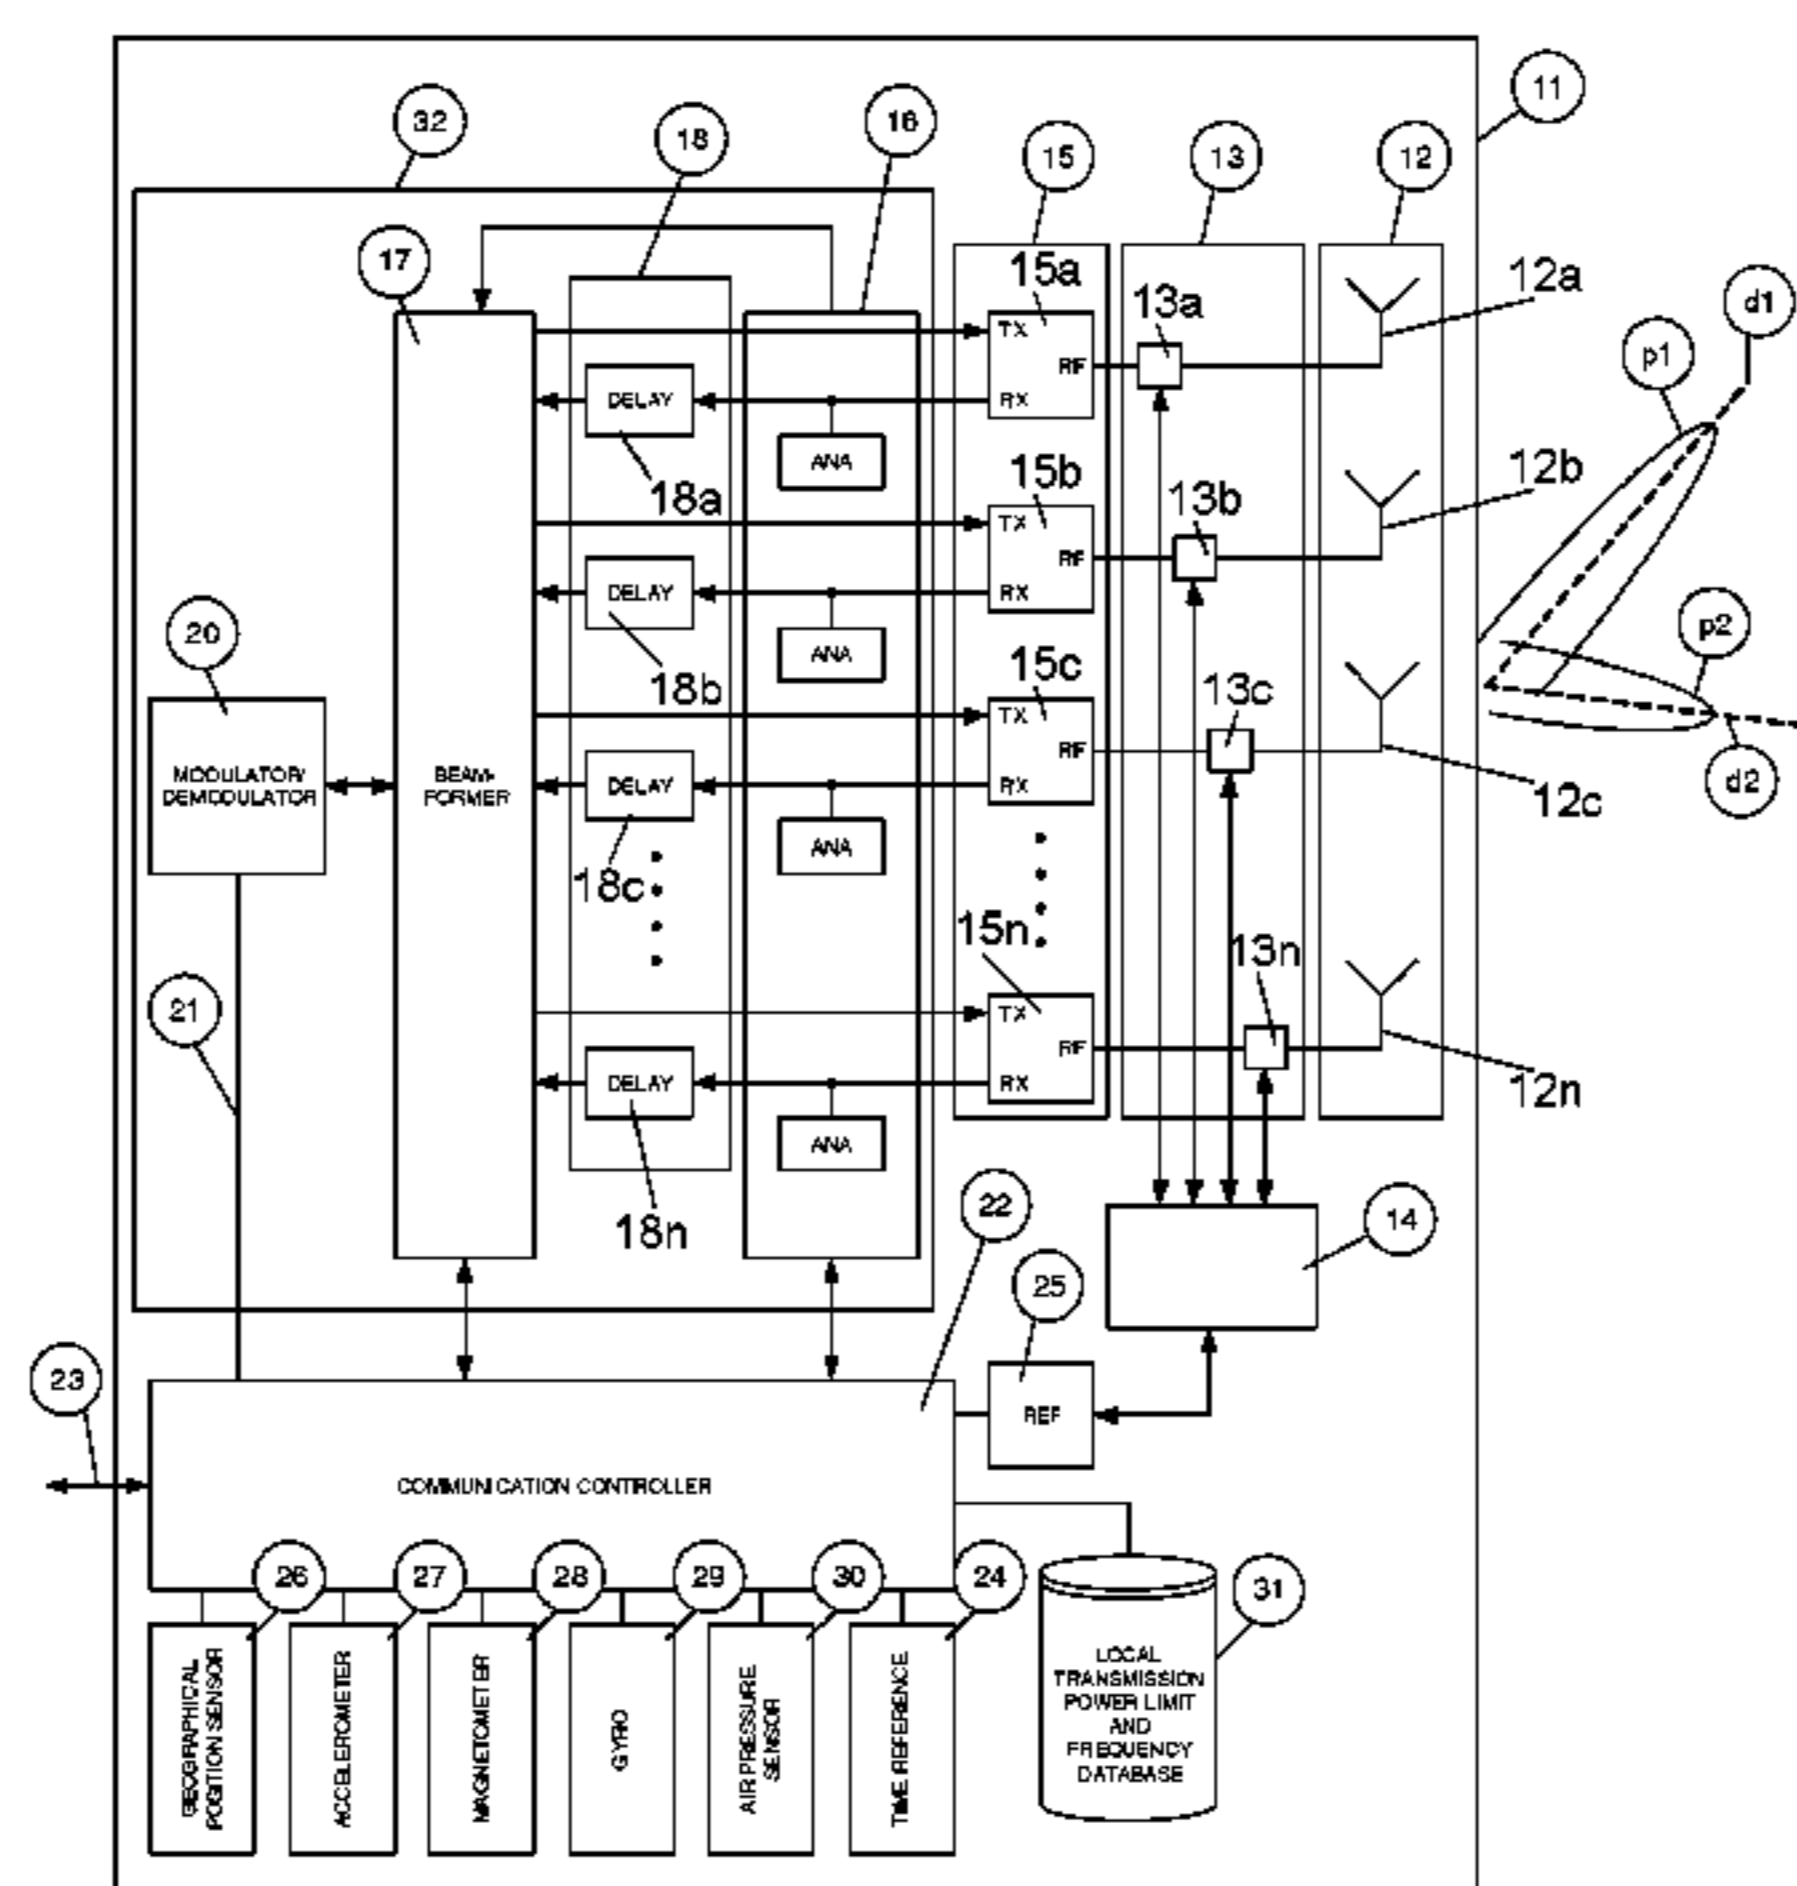 11
32
18
16
15
13
12
17
15a
13a
12a
d1
p1
TX
RF
RX
DELAY
ANA
18a
15b
13b
12b
TX
RF
RX
DELAY
ANA
18b
20
15c
13c
p2
TX
RF
RX
MODULATOR/
DEMODULATOR
BEAM-
FORMER
DELAY
d2
12c
ANA
18c
15n
13n
21
TX
RF
RX
DELAY
12n
ANA
18n
22
14
25
23
REF
COMMUNICATION CONTROLLER
26
27
28
29
30
24
31
GEOGRAPHICAL
POSITION SENSOR
ACCELEROMETER
MAGNETOMETER
GYRO
AIR PRESSURE
SENSOR
TIME REFERENCE
LOCAL
TRANSMISSION
POWER LIMIT
AND
FREQUENCY
DATABASE